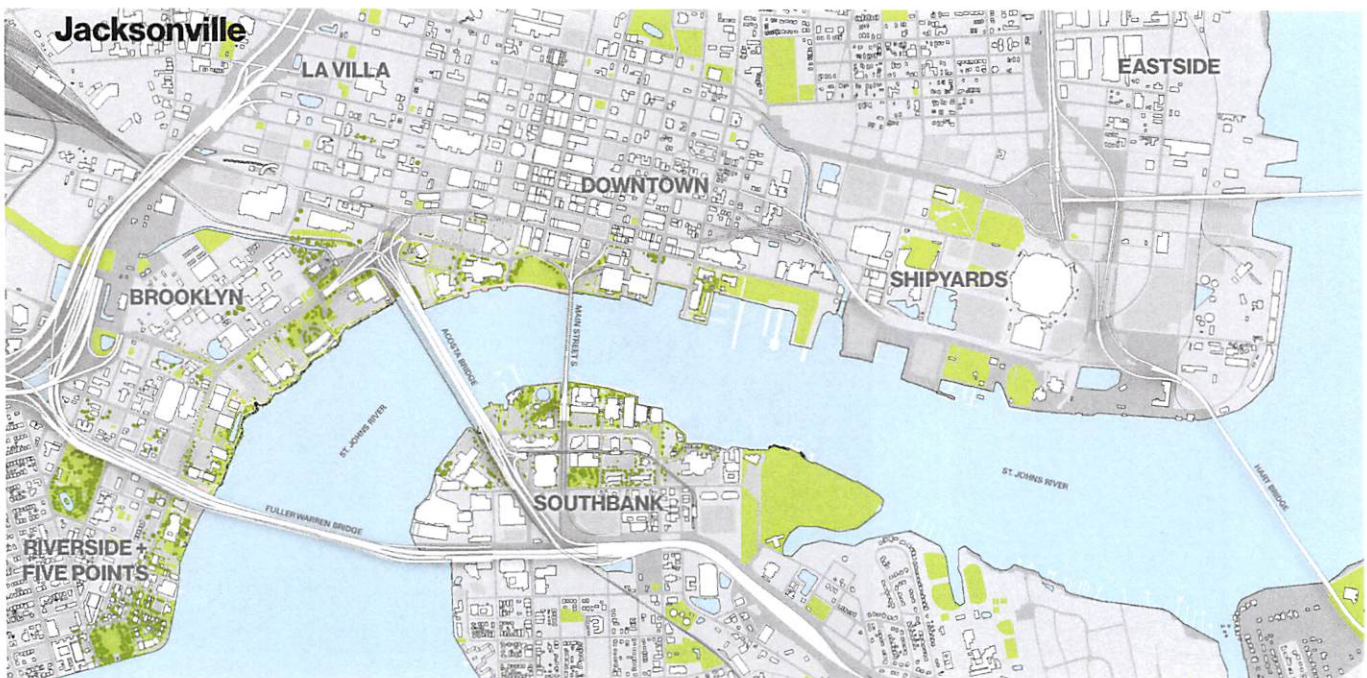 Jacksonville
LA VILLA
EASTSIDE
DOWNTOWN
BROOKLYN
SHIPYARDS
ACOSTA BRIDGE
MAIN STREET S
ST. JOHNS RIVER
ST. JOHNS RIVER
HART BRIDGE
SOUTHBANK
FULLER WARREN BRIDGE
RIVERSIDE +
FIVE POINTS